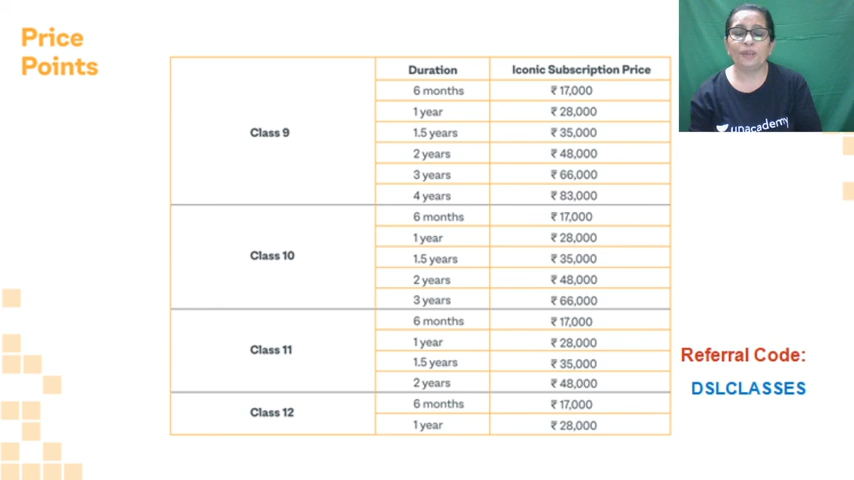 Price
Points
Duration Iconic Subscription Price
Class 9
6 months ₹ 17,000
1 year ₹ 28,000
1.5 years ₹ 35,000
2 years ₹ 48,000
3 years ₹ 66,000
4 years ₹ 83,000
Class 10
6 months ₹ 17,000
1 year ₹ 28,000
1.5 years ₹ 35,000
2 years ₹ 48,000
3 years ₹ 66,000
Class 11
6 months ₹ 17,000
1 year ₹ 28,000
1.5 years ₹ 35,000
2 years ₹ 48,000
Class 12
6 months ₹ 17,000
1 year ₹ 28,000
unacademy
Referral Code:
DSLCLASSES